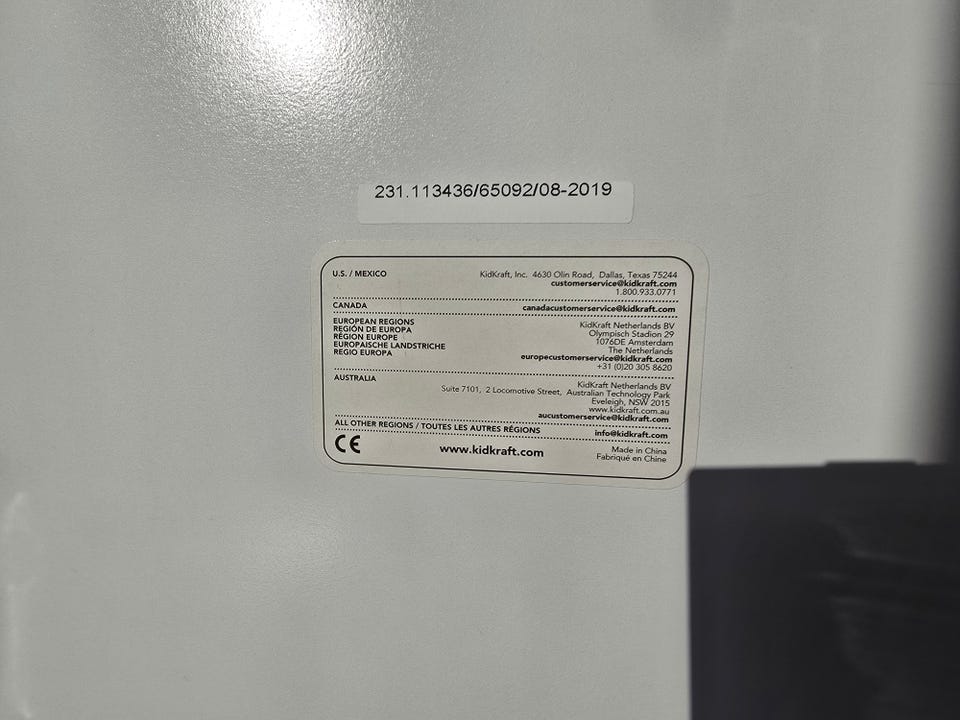 231.113436/65092/08-2019
U.S. / MEXICO
KidKraft, Inc. 4630 Olin Road, Dallas, Texas 75244
customerservice@kidkraft.com
1.800.933.0771
CANADA
canadacustomerservice@kidkraft.com
EUROPEAN REGIONS
REGIÓN DE EUROPA
RÉGION EUROPE
EUROPAISCHE LANDSTRICHE
REGIO EUROPA
KidKraft Netherlands BV
Olympisch Stadion 29
1076DE Amsterdam
The Netherlands
europecustomerservice@kidkraft.com
+31 (0)20 305 8620
AUSTRALIA
KidKraft Netherlands BV
Suite 7101, 2 Locomotive Street, Australian Technology Park
Eveleigh, NSW 2015
www.kidkraft.com.au
aucustomerservice@kidkraft.com
ALL OTHER REGIONS / TOUTES LES AUTRES RÉGIONS
info@kidkraft.com
CE
www.kidkraft.com
Made in China
Fabriqué en Chine